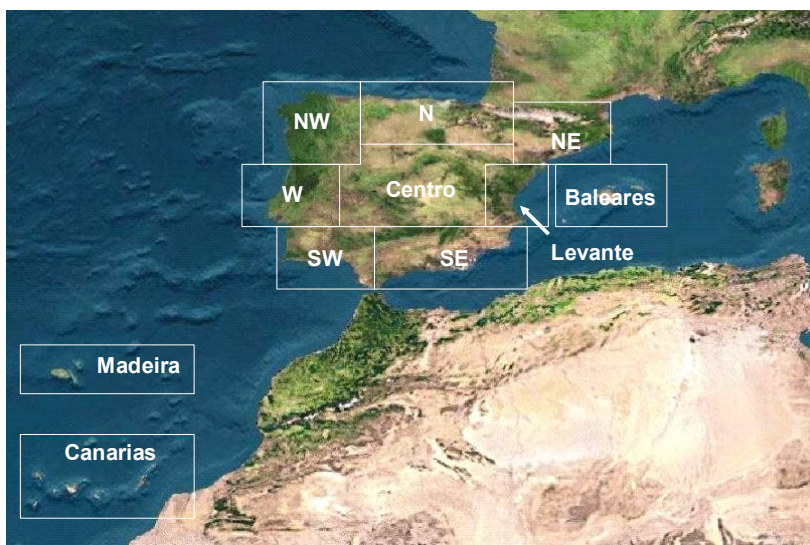 NW
N
NE
W
Centro
Baleares
Levante
SW
SE
Madeira
Canarias